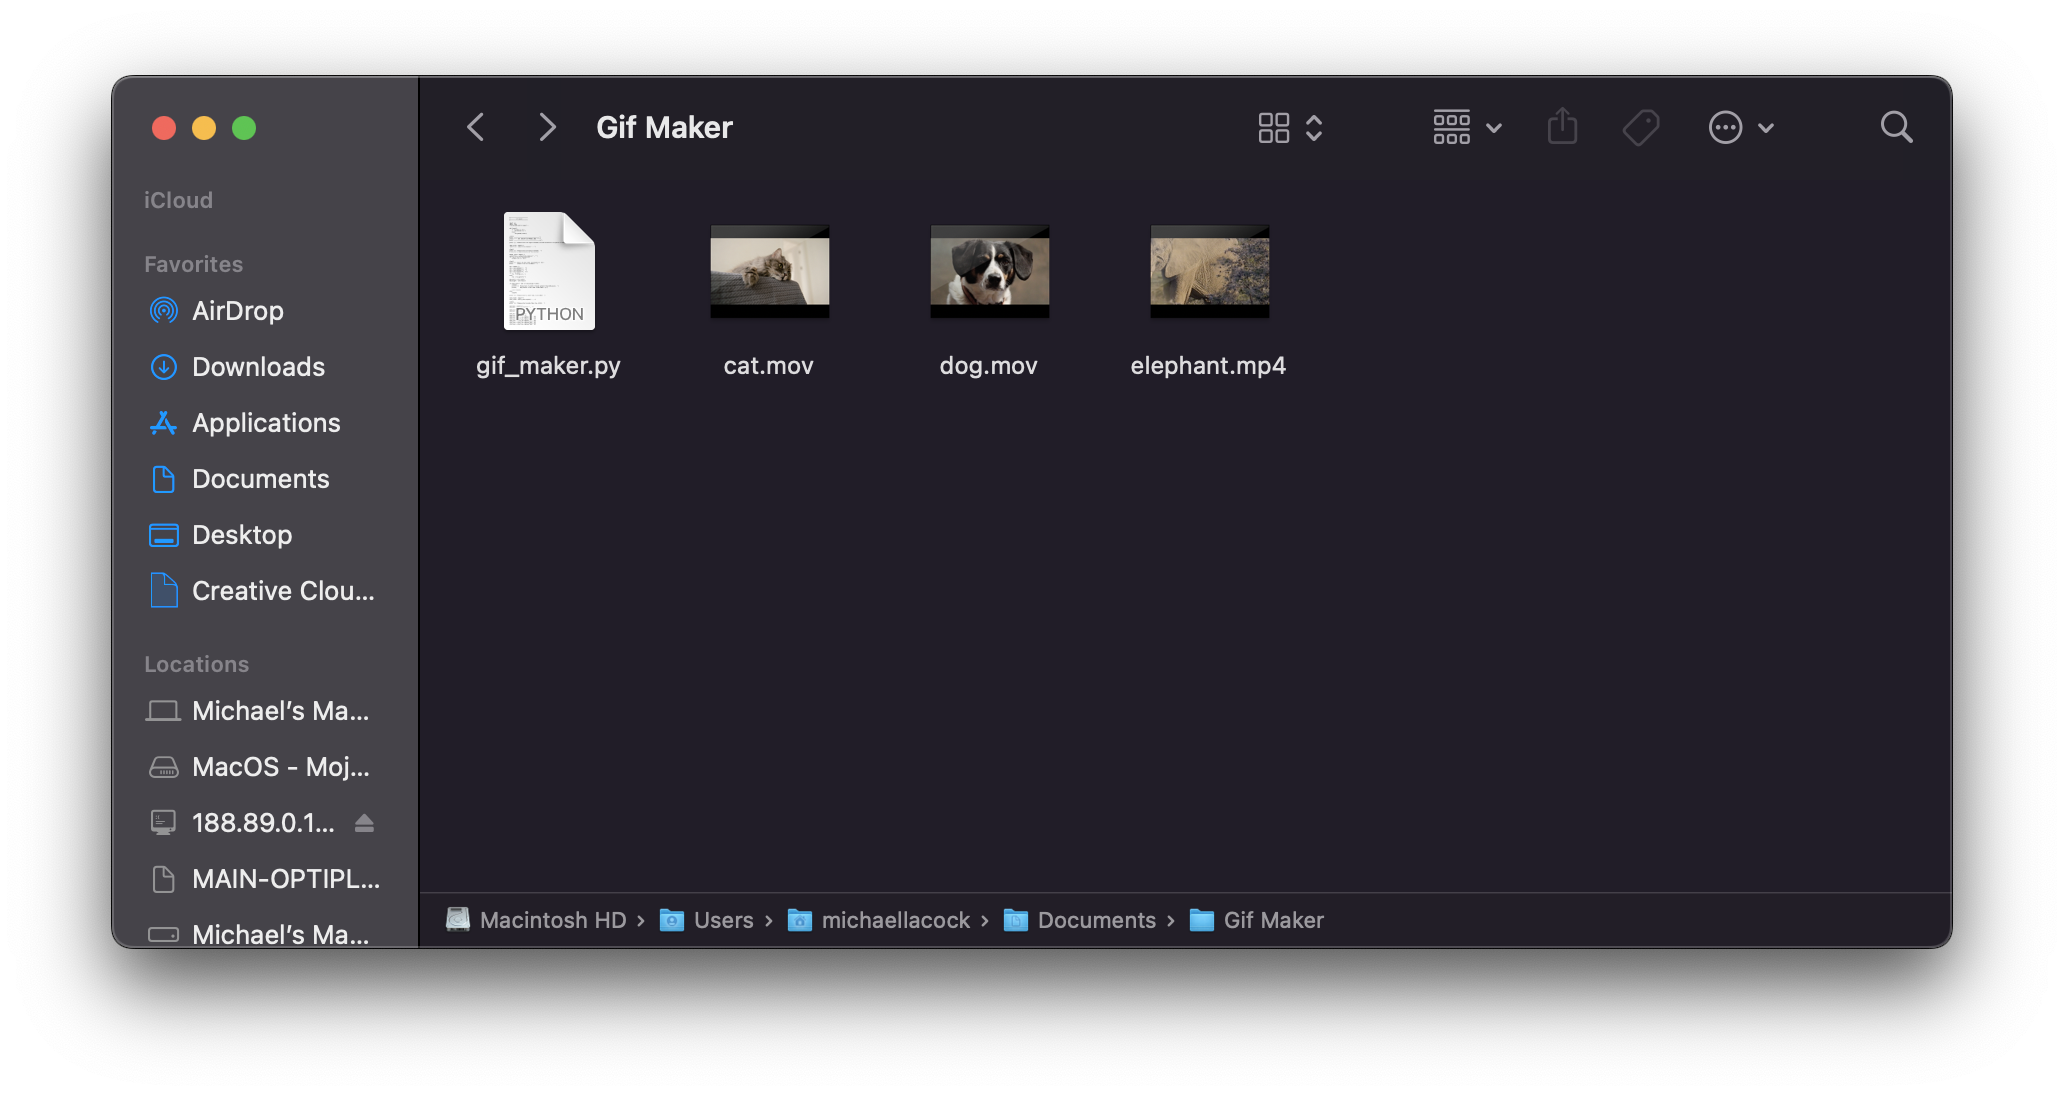 Gif Maker
iCloud
Favorites
AirDrop
Downloads
Applications
Documents
Desktop
Creative Clou...
Locations
Michael's Ma...
MacOS - Moj...
188.89.0.1...
MAIN-OPTIPL...
Michael's Ma...
PYTHON
gif_maker.py
cat.mov
dog.mov
elephant.mp4
Macintosh HD › Users › michaellacock › Documents › Gif Maker